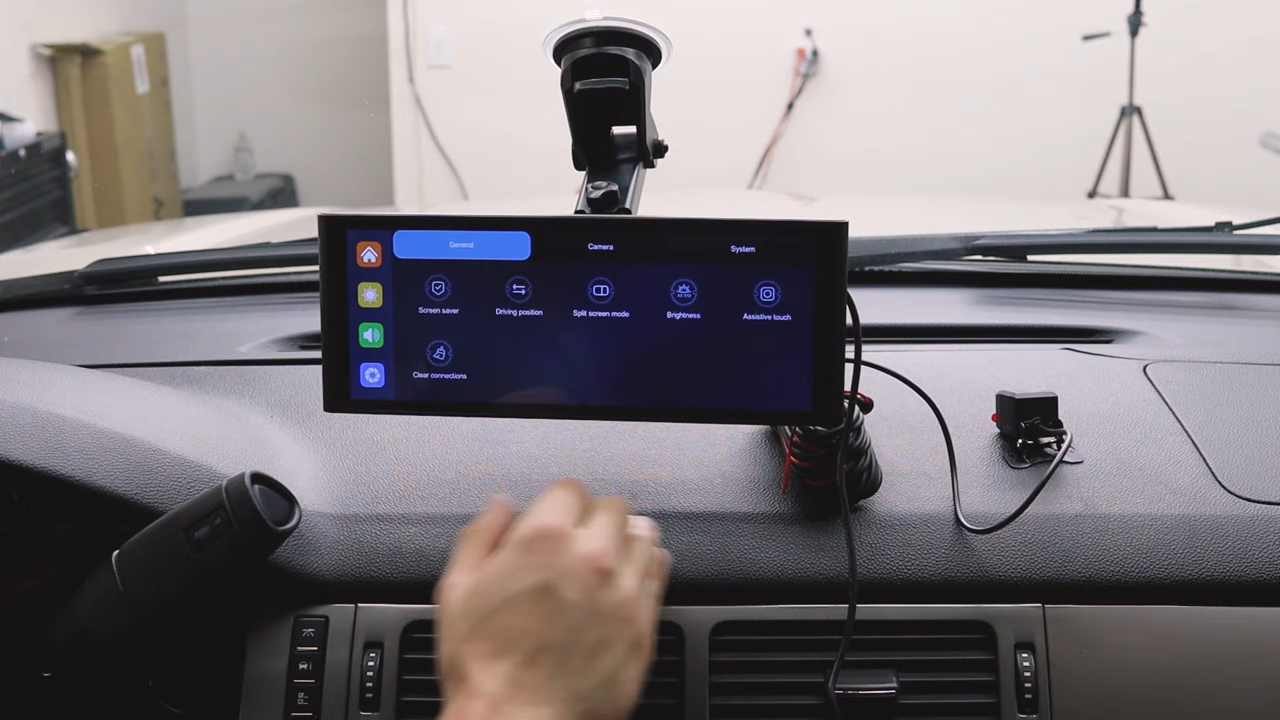 General
Camera
System
Screen saver
Driving position
Split screen mode
Brightness
Assistive touch
Clear connections